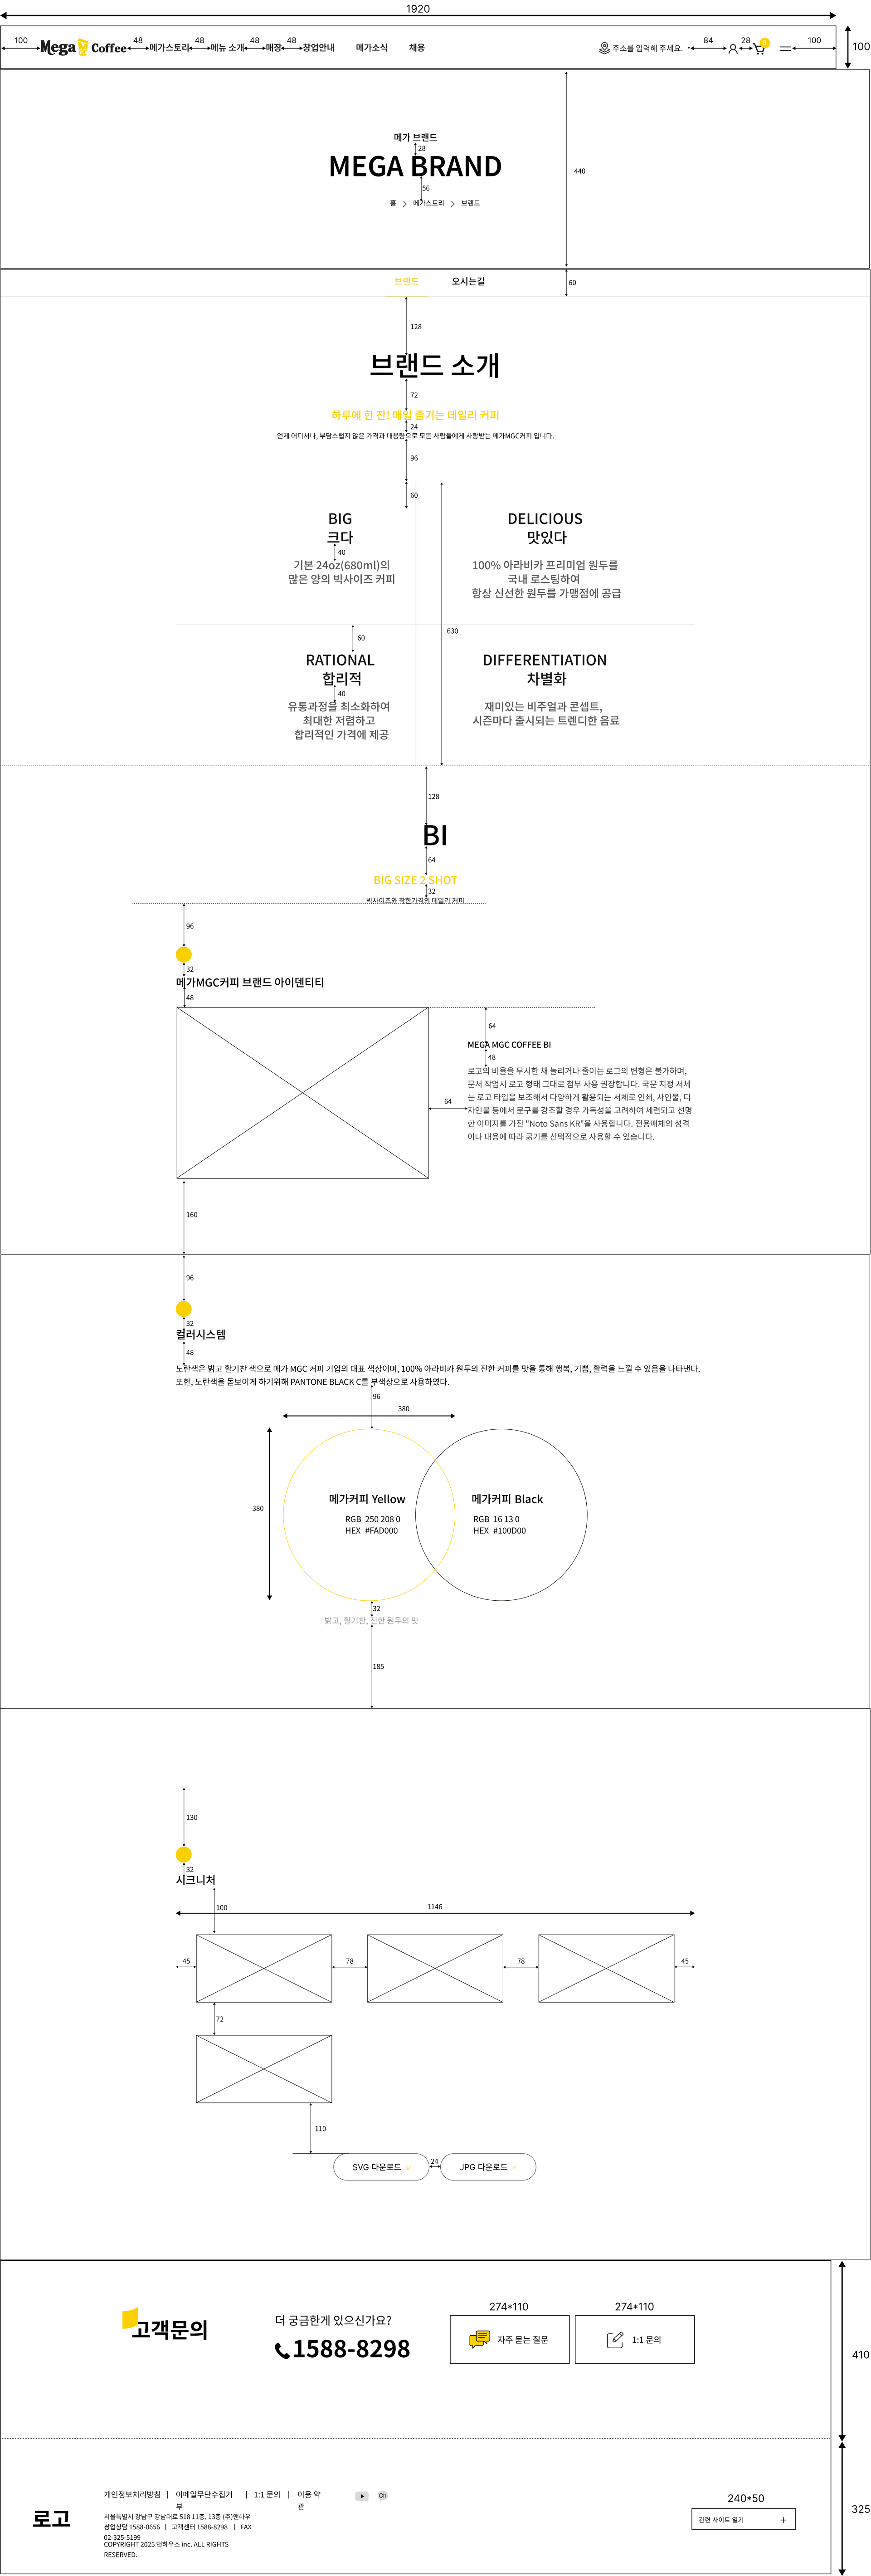 1920
100
Mega Coffee
48
메가스토리
48
메뉴 소개
48
매장
48
창업안내
메가소식
채용
주소를 입력해 주세요.
84
28
100
100
메가 브랜드
28
MEGA BRAND
56
홈 > 메가스토리 > 브랜드
440
브랜드
오시는길
60
128
브랜드 소개
72
하루에 한 잔! 매일 즐기는 데일리 커피
24
언제 어디서나, 부담스럽지 않은 가격과 대용량으로 모든 사람들에게 사랑받는 메가MGC커피 입니다.
96
60
BIG
크다
40
기본 24oz(680ml)의
많은 양의 빅사이즈 커피
DELICIOUS
맛있다
100% 아라비카 프리미엄 원두를
국내 로스팅하여
항상 신선한 원두를 가맹점에 공급
630
60
RATIONAL
합리적
40
유통과정을 최소화하여
최대한 저렴하고
합리적인 가격에 제공
DIFFERENTIATION
차별화
재미있는 비주얼과 콘셉트,
시즌마다 출시되는 트렌디한 음료
128
BI
64
BIG SIZE 2 SHOT
32
빅사이즈와 착한가격의 데일리 커피
96
32
메가MGC커피 브랜드 아이덴티티
48
64
MEGA MGC COFFEE BI
48
64
로고의 비율을 무시한 채 늘리거나 줄이는 로그의 변형은 불가하며,
문서 작업시 로고 형태 그대로 첨부 사용 권장합니다. 국문 지정 서체
는 로고 타입을 보조해서 다양하게 활용되는 서체로 인쇄, 사인물, 디
자인물 등에서 문구를 강조할 경우 가독성을 고려하여 세련되고 선명
한 이미지를 가진 "Noto Sans KR"을 사용합니다. 전용매체의 성격
이나 내용에 따라 굵기를 선택적으로 사용할 수 있습니다.
160
96
32
컬러시스템
48
노란색은 밝고 활기찬 색으로 메가 MGC 커피 기업의 대표 색상이며, 100% 아라비카 원두의 진한 커피를 맛을 통해 행복, 기쁨, 활력을 느낄 수 있음을 나타낸다.
또한, 노란색을 돋보이게 하기위해 PANTONE BLACK C를 부색상으로 사용하였다.
96
380
380
메가커피 Yellow
RGB 250 208 0
HEX #FAD000
메가커피 Black
RGB 16 13 0
HEX #100D00
32
밝고, 활기찬, 진한 원두의 맛
185
130
32
시크니처
100
1146
45
78
78
45
72
110
SVG 다운로드
24
JPG 다운로드
고객문의
더 궁금한게 있으신가요?
1588-8298
274*110
자주 묻는 질문
274*110
1:1 문의
410
로고
개인정보처리방침 | 이메일무단수집거부 | 1:1 문의 | 이용 약관
Ch
서울특별시 강남구 강남대로 518 11층, 13층 (주)앤하우
창업상담 1588-0656 | 고객센터 1588-8298 | FAX
02-325-5199
COPYRIGHT 2025 앤하우스 inc. ALL RIGHTS
RESERVED.
240*50
관련 사이트 열기
325